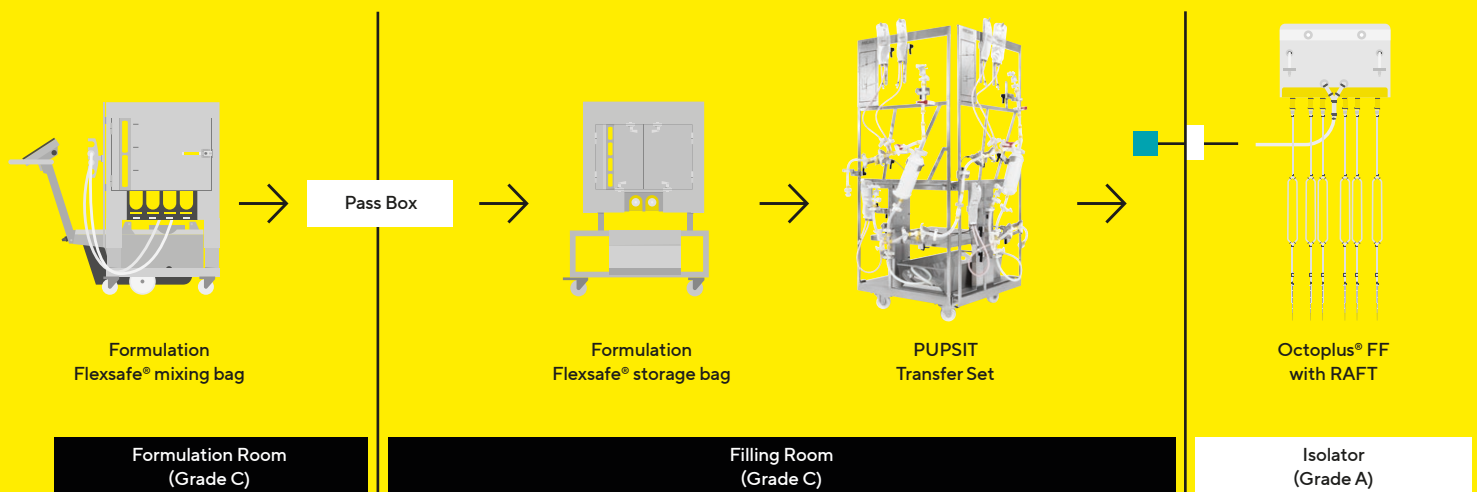 Pass Box
Formulation
Flexsafe® mixing bag
Formulation
Flexsafe® storage bag
PUPSIT
Transfer Set
Octoplus® FF
with RAFT
Formulation Room
(Grade C)
Filling Room
(Grade C)
Isolator
(Grade A)